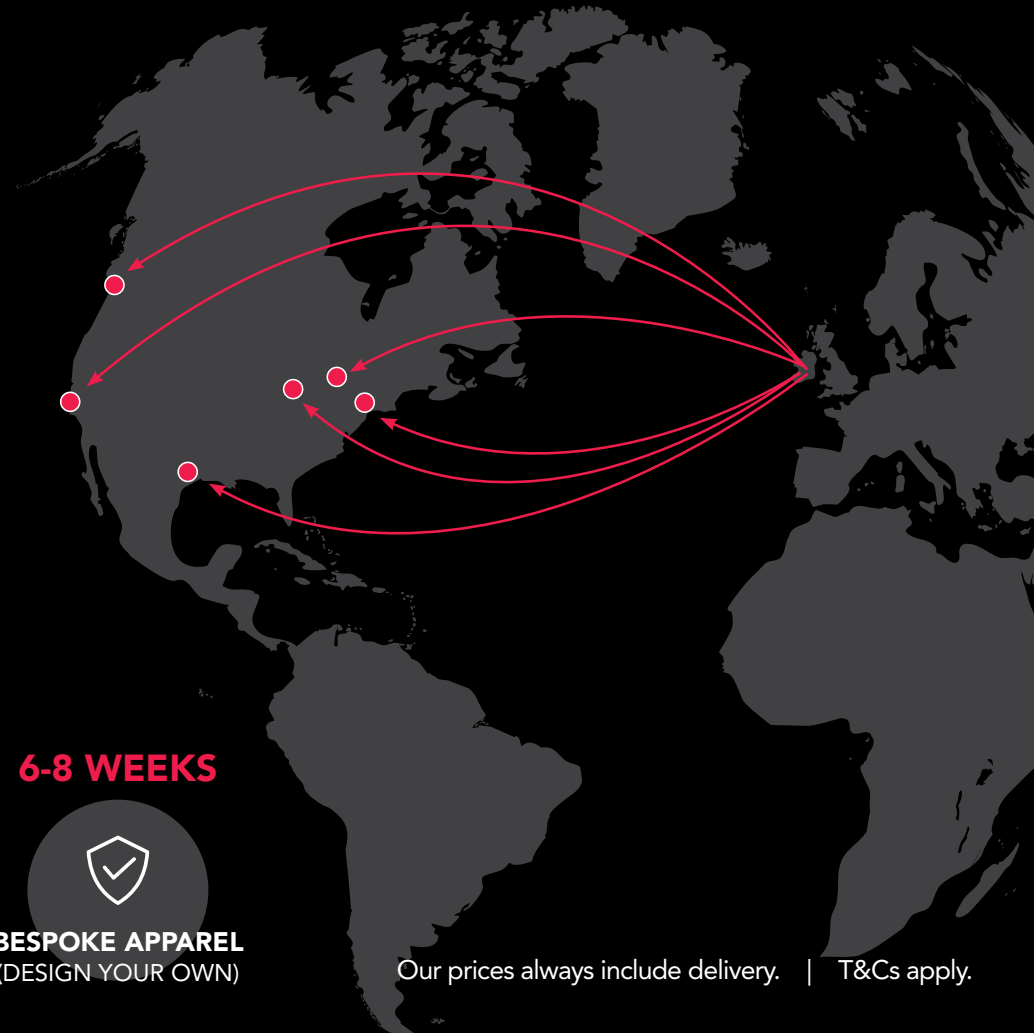 6-8 WEEKS
BESPOKE APPAREL
(DESIGN YOUR OWN)
Our prices always include delivery. | T&Cs apply.